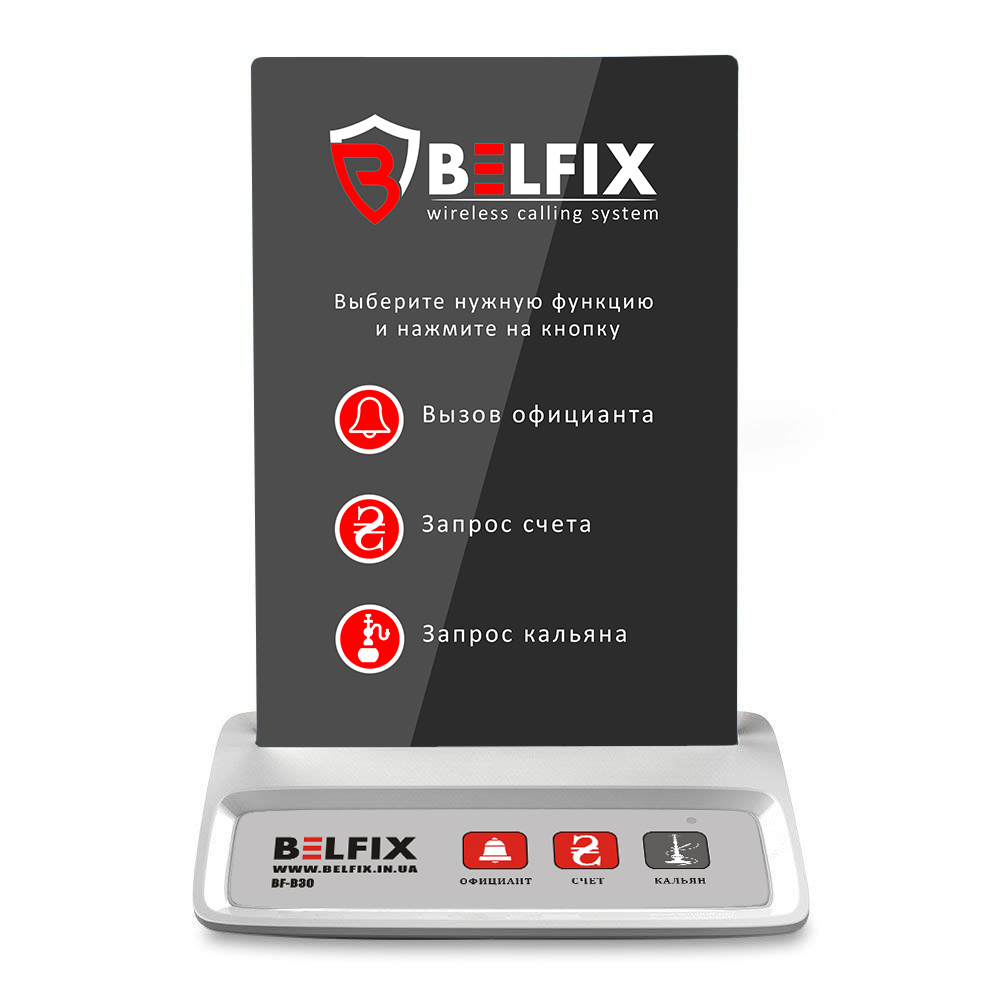 BELFIX
wireless calling system
Выберите нужную функцию
и нажмите на кнопку
Вызов официанта
Запрос счета
Запрос кальяна
BELFIX
WWW.BELFIX.IN.UA
BF-B30
ОФИЦИАНТ СЧЕТ КАЛЬЯН